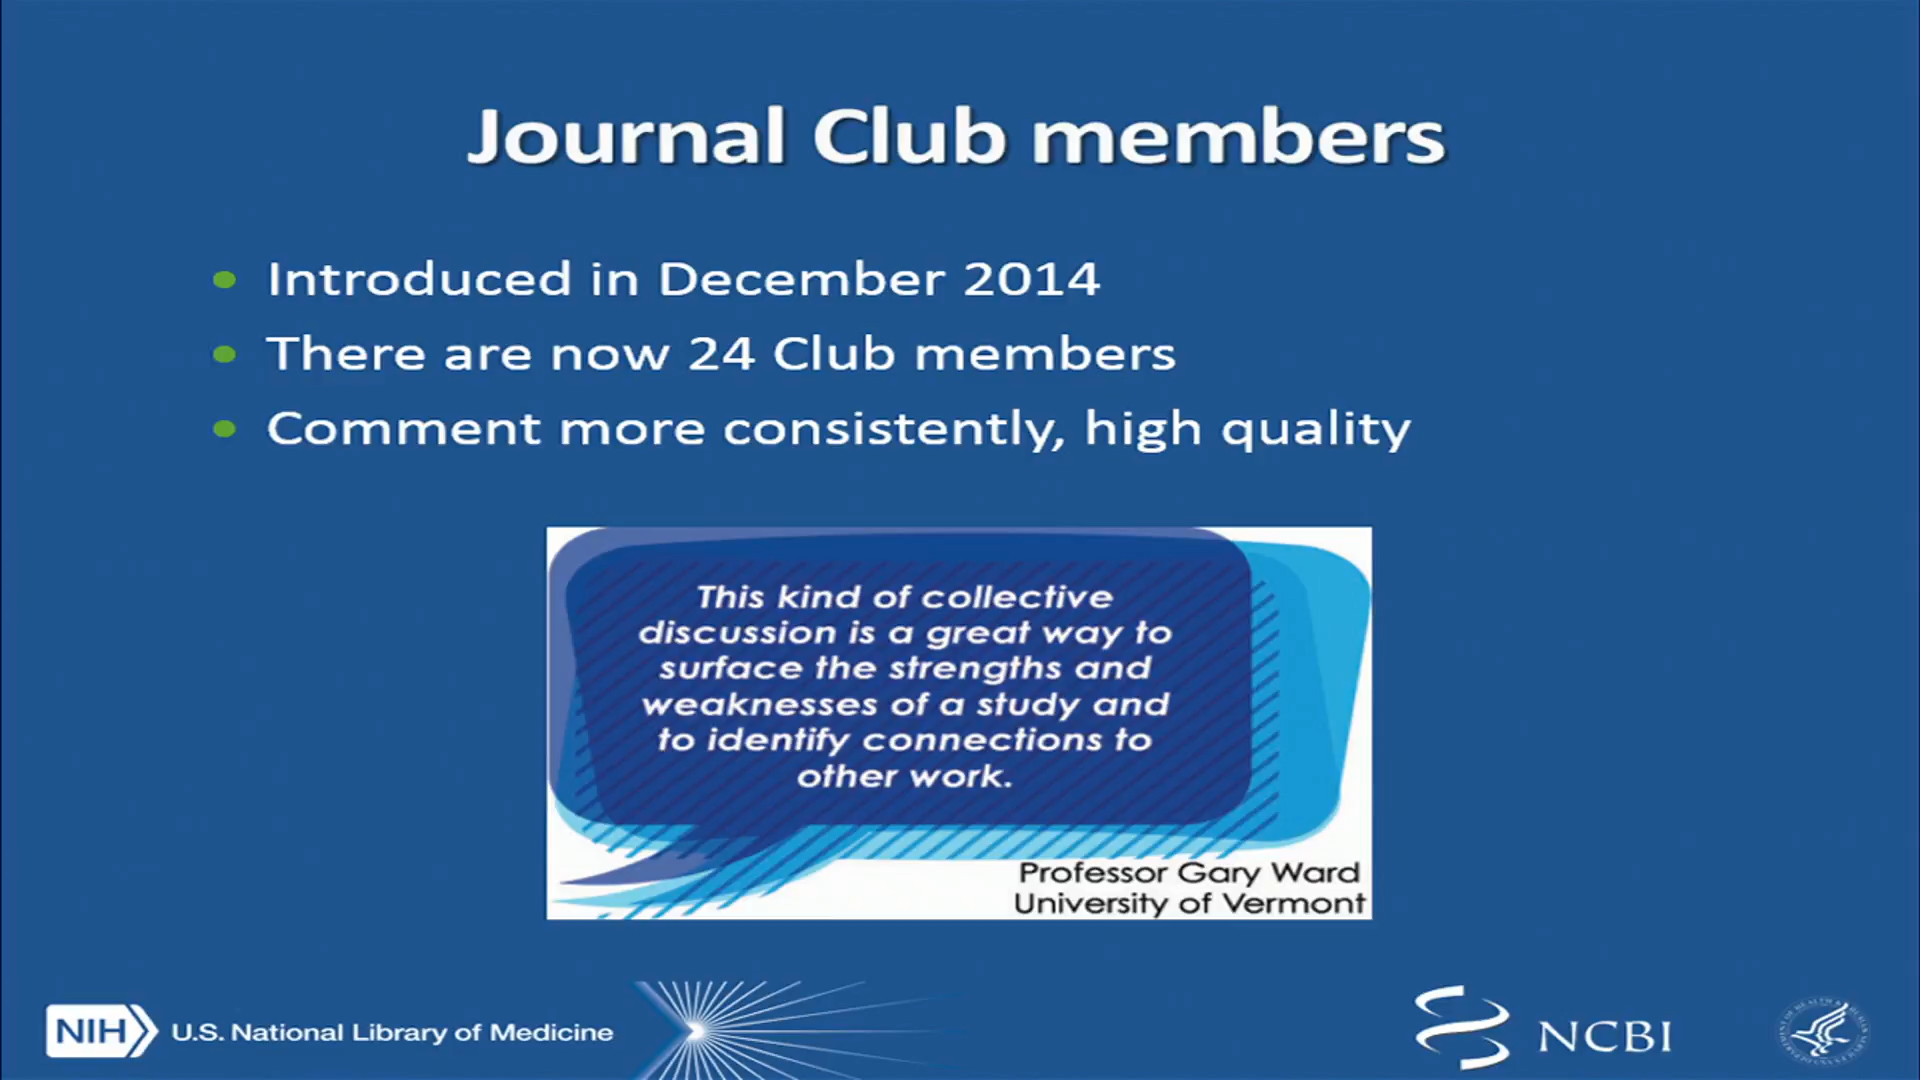 Journal Club members
Introduced in December 2014
There are now 24 Club members
Comment more consistently, high quality
This kind of collective
discussion is a great way to
surface the strengths and
weaknesses of a study and
to identify connections to
other work.
Professor Gary Ward
University of Vermont
NIH U.S. National Library of Medicine
NCBI